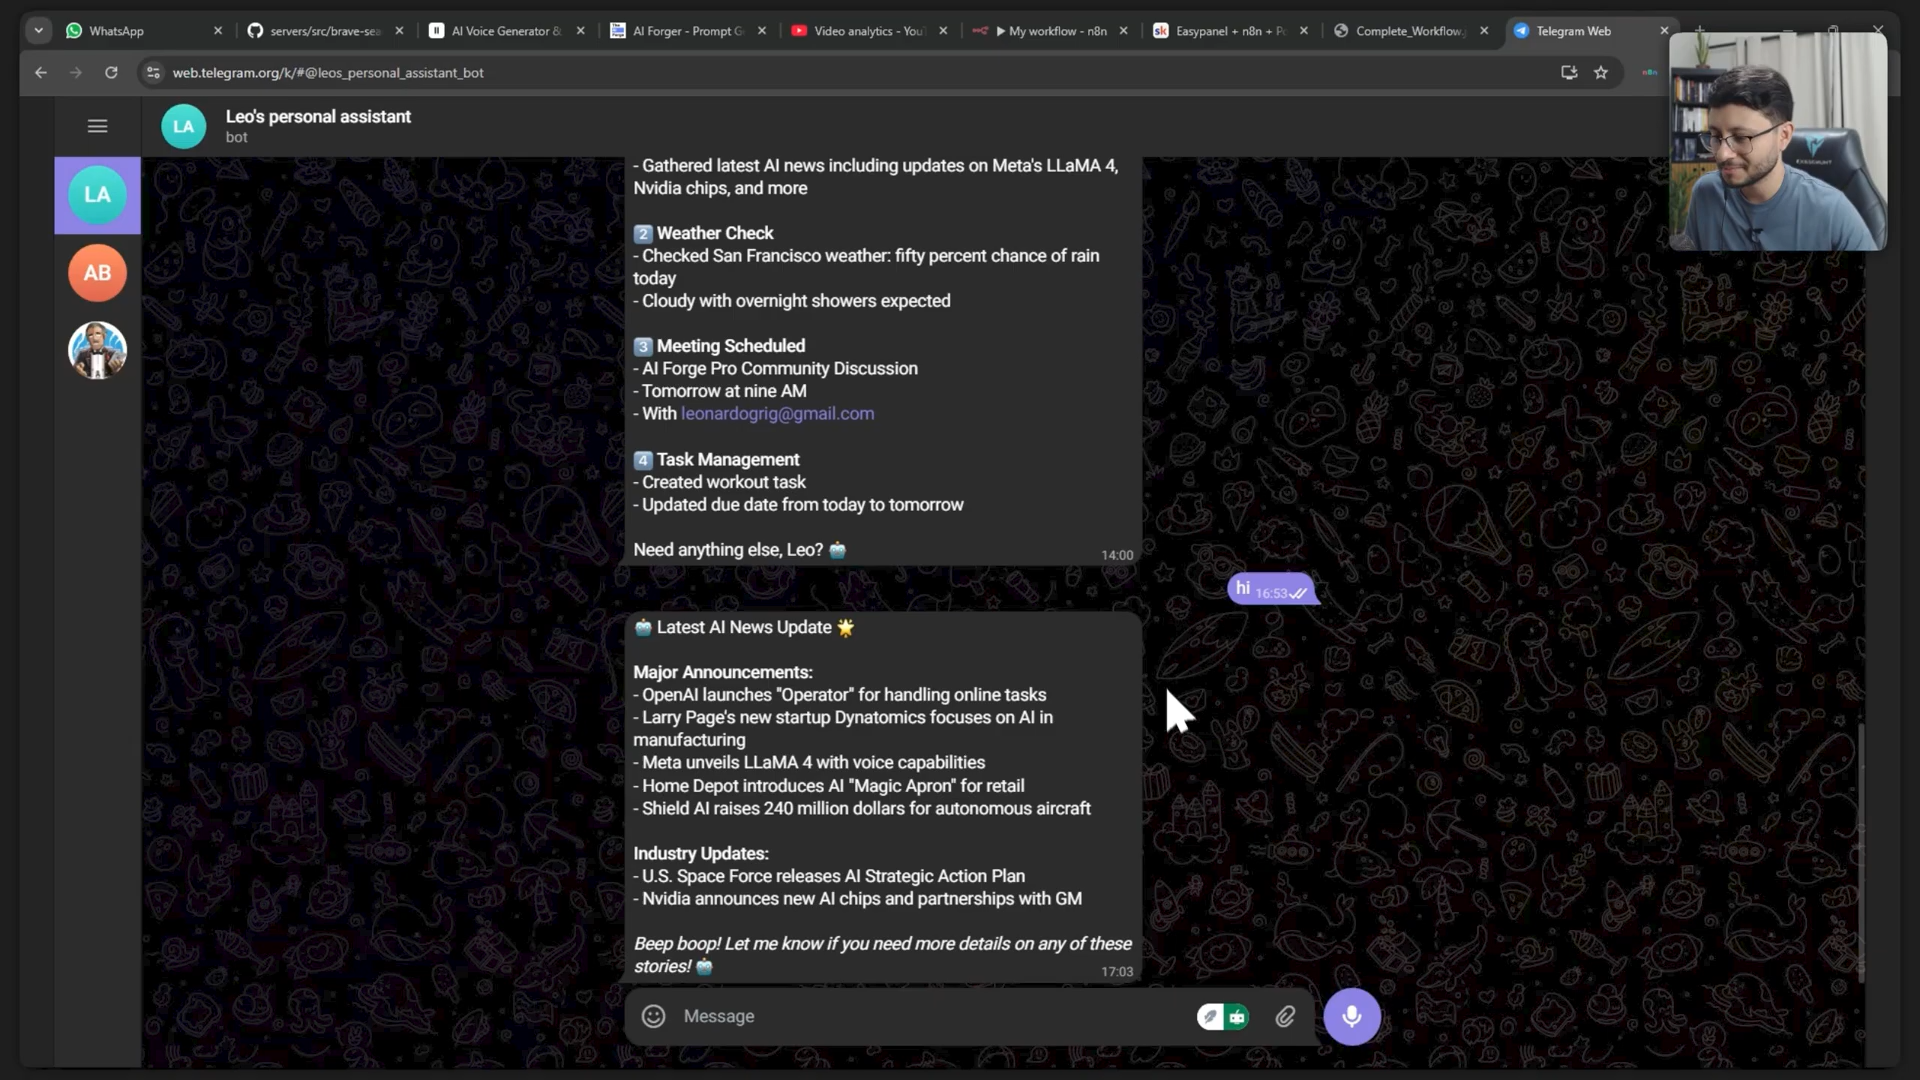 WhatsApp
servers/src/brave-sea
AI Voice Generator &
AI Forger - Prompt G
Video analytics - YouT
▶ My workflow - n8n
Easypanel + n8n + Po
Complete_Workflow.
Telegram Web
web.telegram.org/k/#@leos_personal_assistant_bot
n8n
LA
Leo's personal assistant
bot
LA
AB
- Gathered latest AI news including updates on Meta's LLaMA 4,
Nvidia chips, and more
2 Weather Check
- Checked San Francisco weather: fifty percent chance of rain
today
- Cloudy with overnight showers expected
3 Meeting Scheduled
- AI Forge Pro Community Discussion
- Tomorrow at nine AM
- With leonardogrig@gmail.com
4 Task Management
- Created workout task
- Updated due date from today to tomorrow
Need anything else, Leo? 🤖
14:00
hi 16:53
🤖 Latest AI News Update 🌟
Major Announcements:
- OpenAI launches "Operator" for handling online tasks
- Larry Page's new startup Dynatomics focuses on AI in
manufacturing
- Meta unveils LLaMA 4 with voice capabilities
- Home Depot introduces AI "Magic Apron" for retail
- Shield AI raises 240 million dollars for autonomous aircraft
Industry Updates:
- U.S. Space Force releases AI Strategic Action Plan
- Nvidia announces new AI chips and partnerships with GM
Beep boop! Let me know if you need more details on any of these
stories! 🤖
17:03
Message